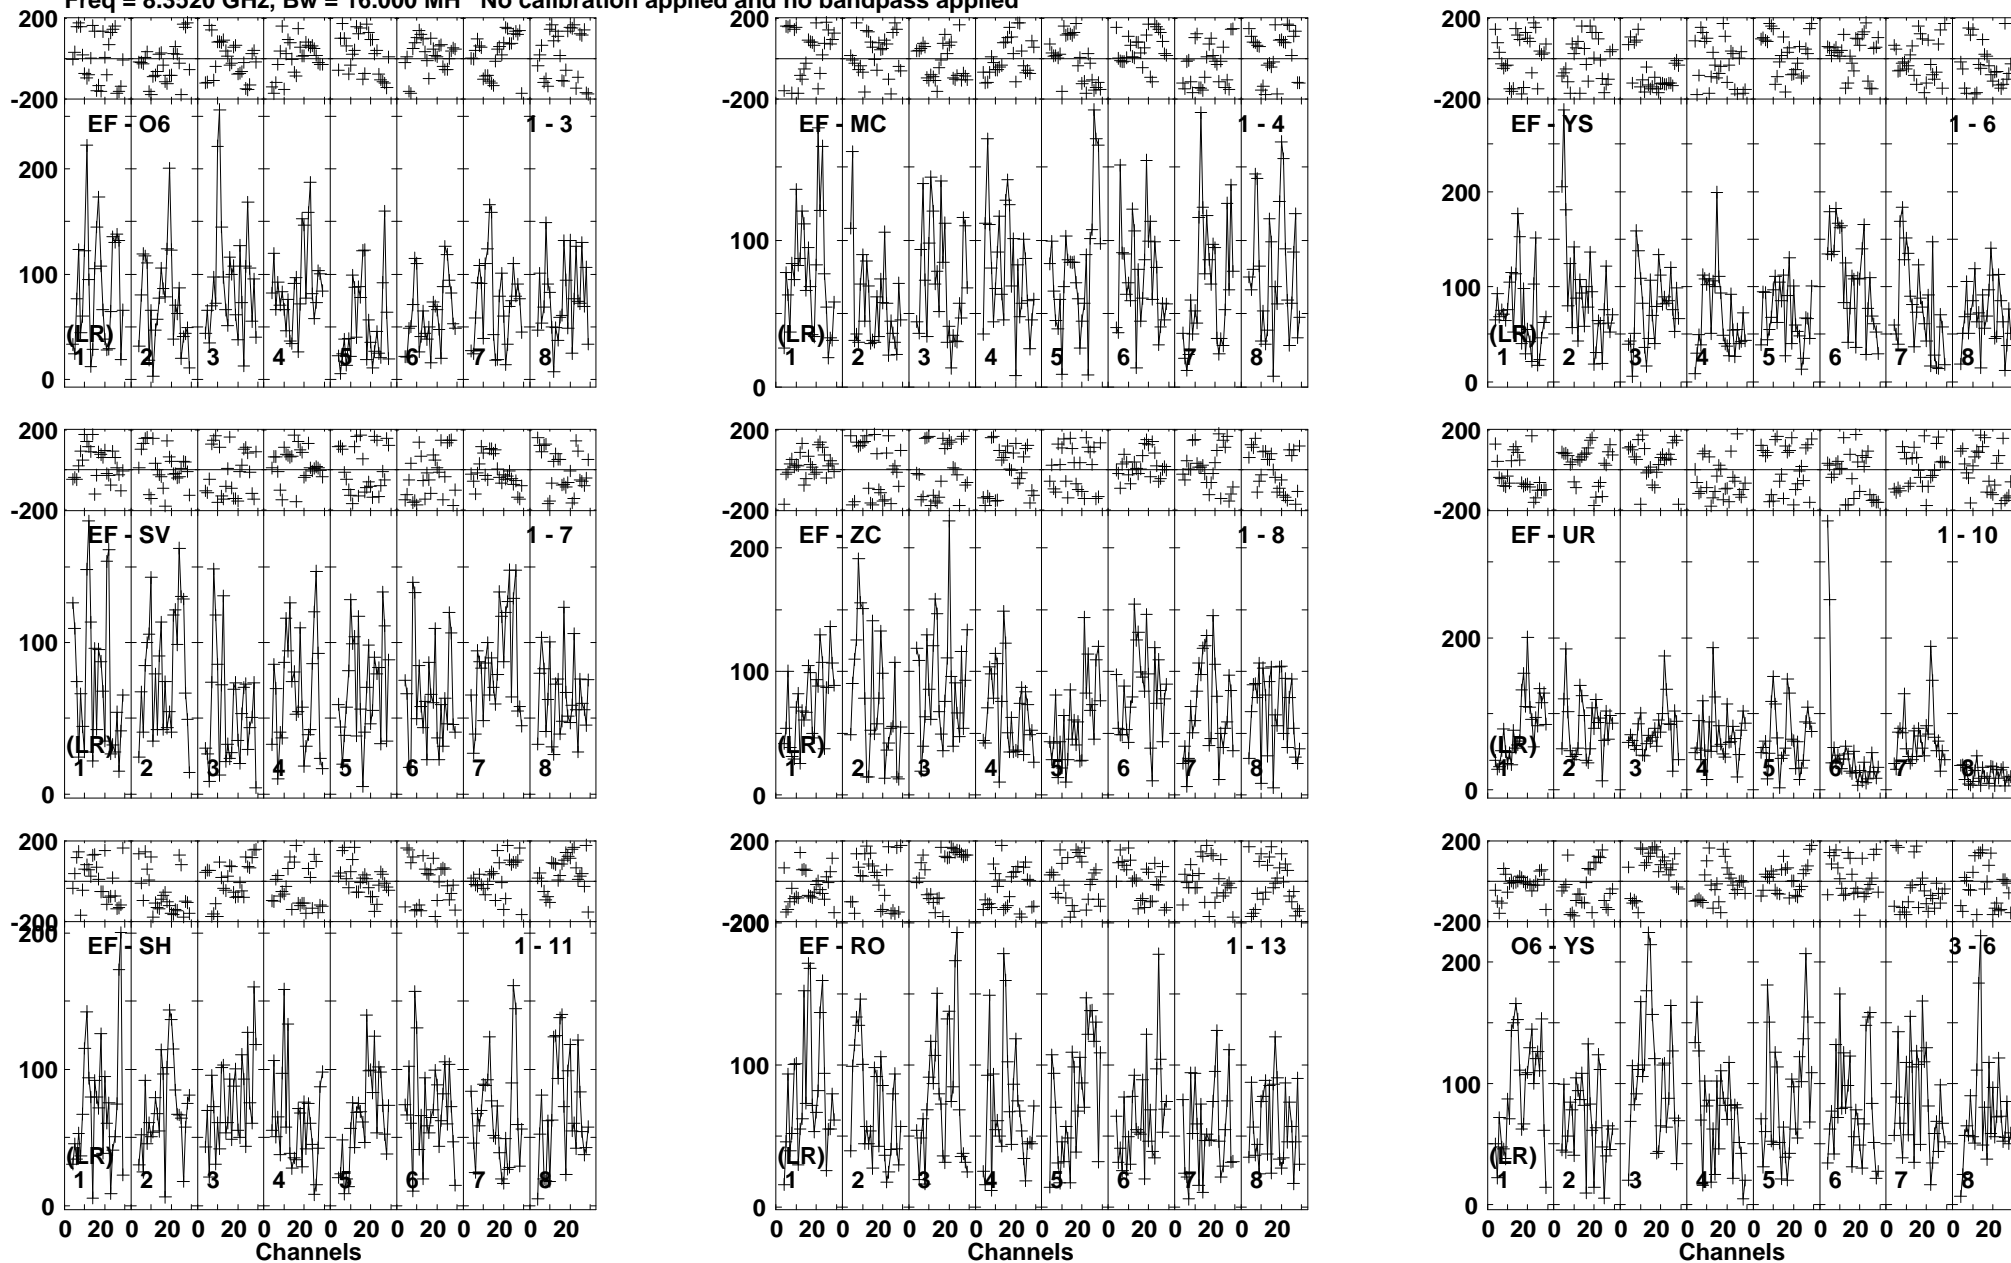 Freq = 8.3520 GHz, Bw = 16.000 MH No calibration applied and no bandpass applied
200 200 200
-200 -200 -200
EF - O6 1 - 3 EF - MC 1 - 4 EF - YS 1 - 6
200 200
100 100 100
(LR) (LR) (LR)
1 2 3 4 5 6 7 8 1 2 3 4 5 6 7 8 1 2 3 4 5 6 7 8
0 0 0
200 200 200
-200 -200 -200
EF - SV 1 - 7 EF - ZC 1 - 8 EF - UR 1 - 10
200 200
100 100
(LR) (LR) (LR)
1 2 3 4 5 6 7 8 1 2 3 4 5 6 7 8 1 2 3 4 5 6 7 8
0 0 0
200 200 200
-200 -200 -200
200 EF - SH 1 - 11 EF - RO 1 - 13 O6 - YS 3 - 6
200 200
100 100 100
(LR) (LR) (LR)
1 2 3 4 5 6 7 8 1 2 3 4 5 6 7 8 1 2 3 4 5 6 7 8
0 0 0
0 20 0 20 0 20 0 20 0 20 0 20 0 20 0 20 0 20 0 20 0 20 0 20 0 20 0 20 0 20 0 20 0 20 0 20 0 20 0 20 0 20 0 20 0 20 0 20
Channels Channels Channels